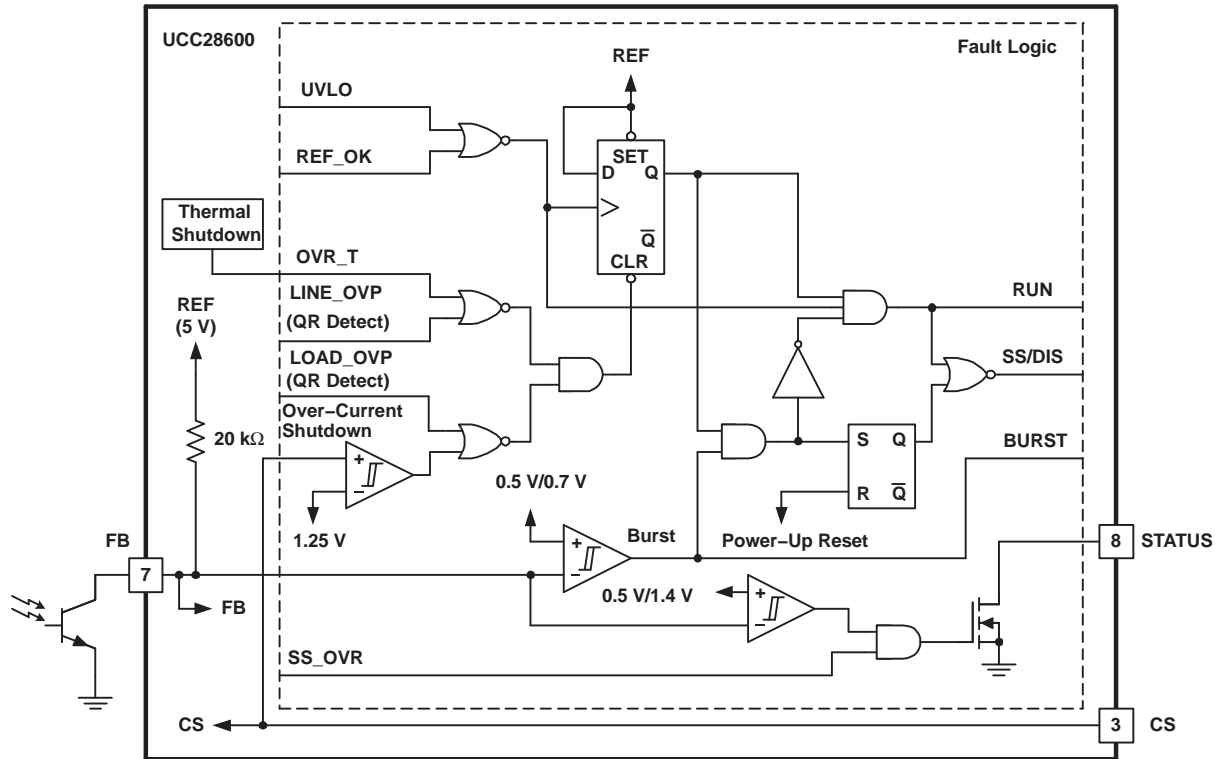 UCC28600
Fault Logic
REF
UVLO
REF_OK
SET
D
Q
Q̅
CLR
Thermal
Shutdown
OVR_T
LINE_OVP
(QR Detect)
LOAD_OVP
(QR Detect)
Over−Current
Shutdown
REF
(5 V)
20 kΩ
+
−
1.25 V
RUN
SS/DIS
S
Q
R
Q̅
BURST
Power−Up Reset
0.5 V/0.7 V
+
−
Burst
FB
7
FB
0.5 V/1.4 V
+
−
8
STATUS
SS_OVR
CS
3
CS